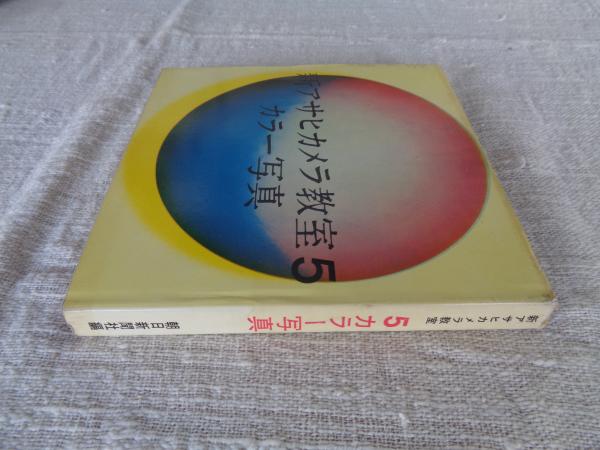 新アサヒカメラ教室5
カラー写真
新アサヒカメラ教室
5 カラー写真
朝日新聞社編